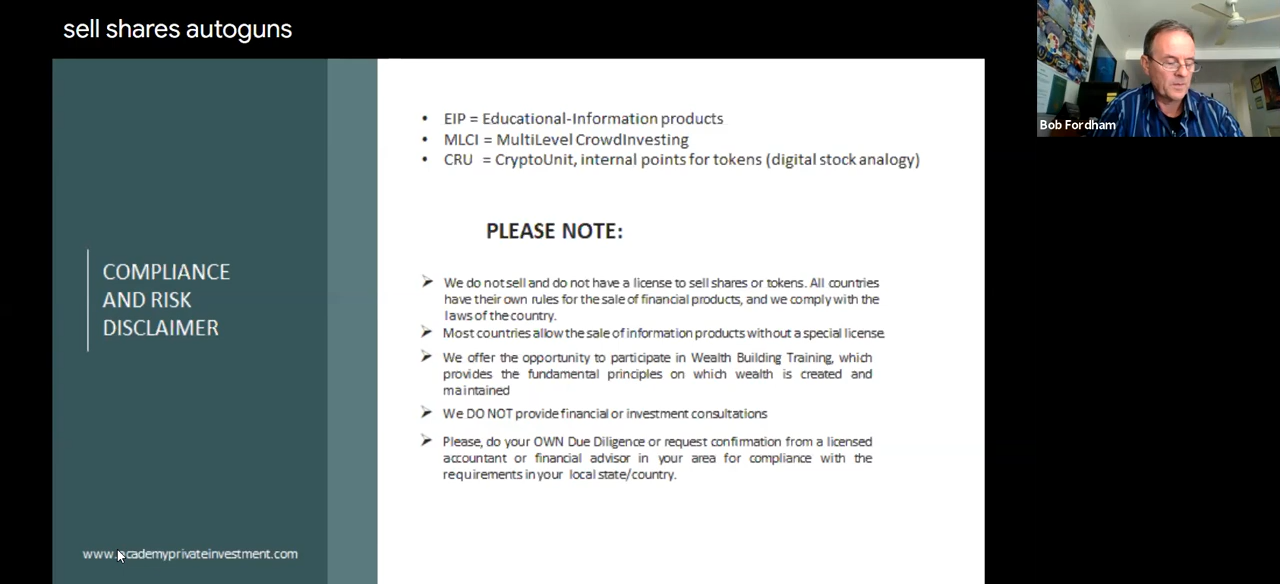 sell shares autoguns
Bob Fordham
• EIP = Educational-Information products
• MLCI = MultiLevel CrowdInvesting
• CRU = CryptoUnit, internal points for tokens (digital stock analogy)
PLEASE NOTE:
COMPLIANCE
AND RISK
DISCLAIMER
➢ We do not sell and do not have a license to sell shares or tokens. All countries
have their own rules for the sale of financial products, and we comply with the
laws of the country.
➢ Most countries allow the sale of information products without a special license.
➢ We offer the opportunity to participate in Wealth Building Training, which
provides the fundamental principles on which wealth is created and
maintained
➢ We DO NOT provide financial or investment consultations
➢ Please, do your OWN Due Diligence or request confirmation from a licensed
accountant or financial advisor in your area for compliance with the
requirements in your local state/country.
www.academyprivateinvestment.com